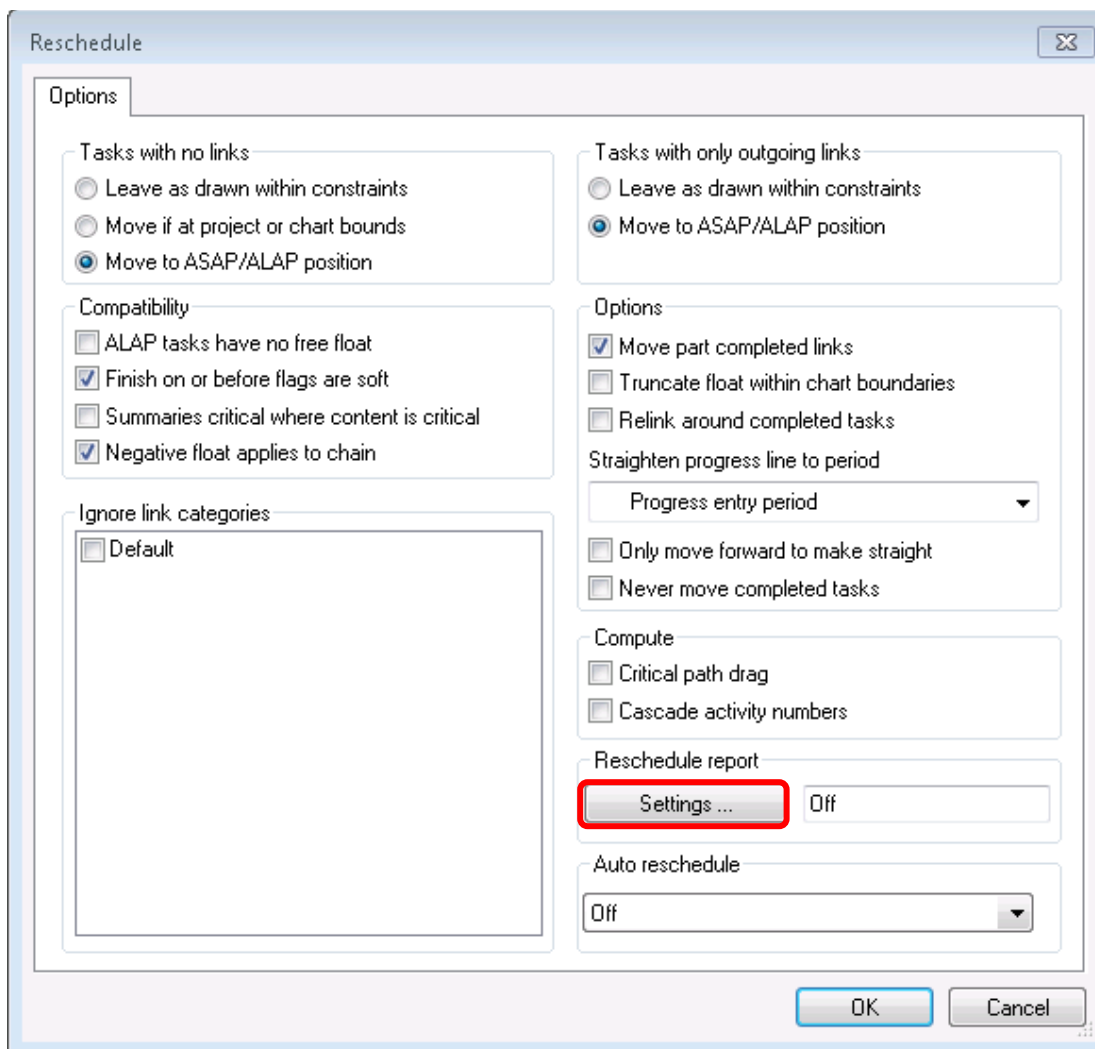 Reschedule
Options
Tasks with no links
Leave as drawn within constraints
Move if at project or chart bounds
Move to ASAP/ALAP position
Tasks with only outgoing links
Leave as drawn within constraints
Move to ASAP/ALAP position
Compatibility
ALAP tasks have no free float
Finish on or before flags are soft
Summaries critical where content is critical
Negative float applies to chain
Ignore link categories
Default
Options
Move part completed links
Truncate float within chart boundaries
Relink around completed tasks
Straighten progress line to period
Progress entry period
Only move forward to make straight
Never move completed tasks
Compute
Critical path drag
Cascade activity numbers
Reschedule report
Settings ...
Off
Auto reschedule
Off
OK
Cancel